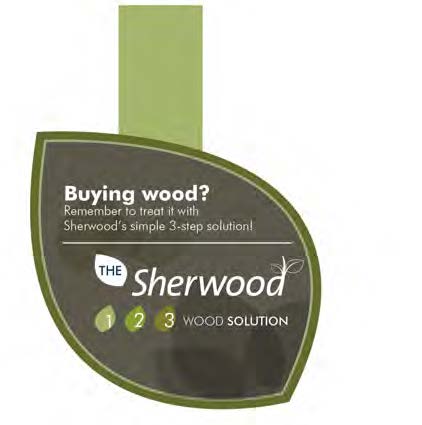 Buying wood?
Remember to treat it with
Sherwood's simple 3-step solution!
THE Sherwood
1 2 3 WOOD SOLUTION